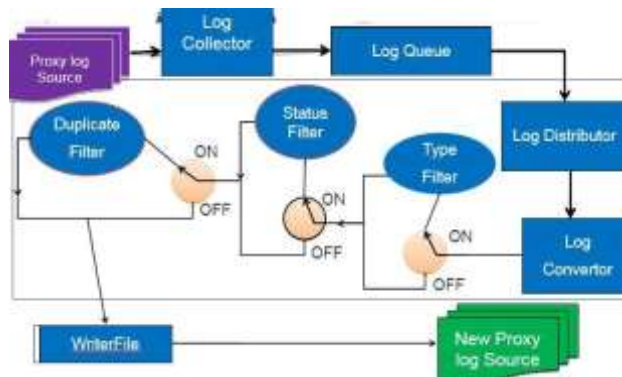 Log
Collector
Proxy log
Source
Log Queue
Duplicate
Filter
Status
Filter
Type
Filter
Log Distributor
ON
OFF
ON
OFF
ON
OFF
Log
Convertor
WriterFile
New Proxy
log Source